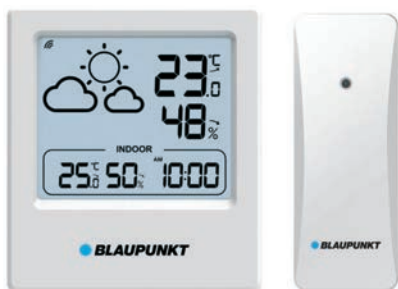 23.0 °C
48%
INDOOR
25.0 °C 50% AM 10:00
BLAUPUNKT
BLAUPUNKT